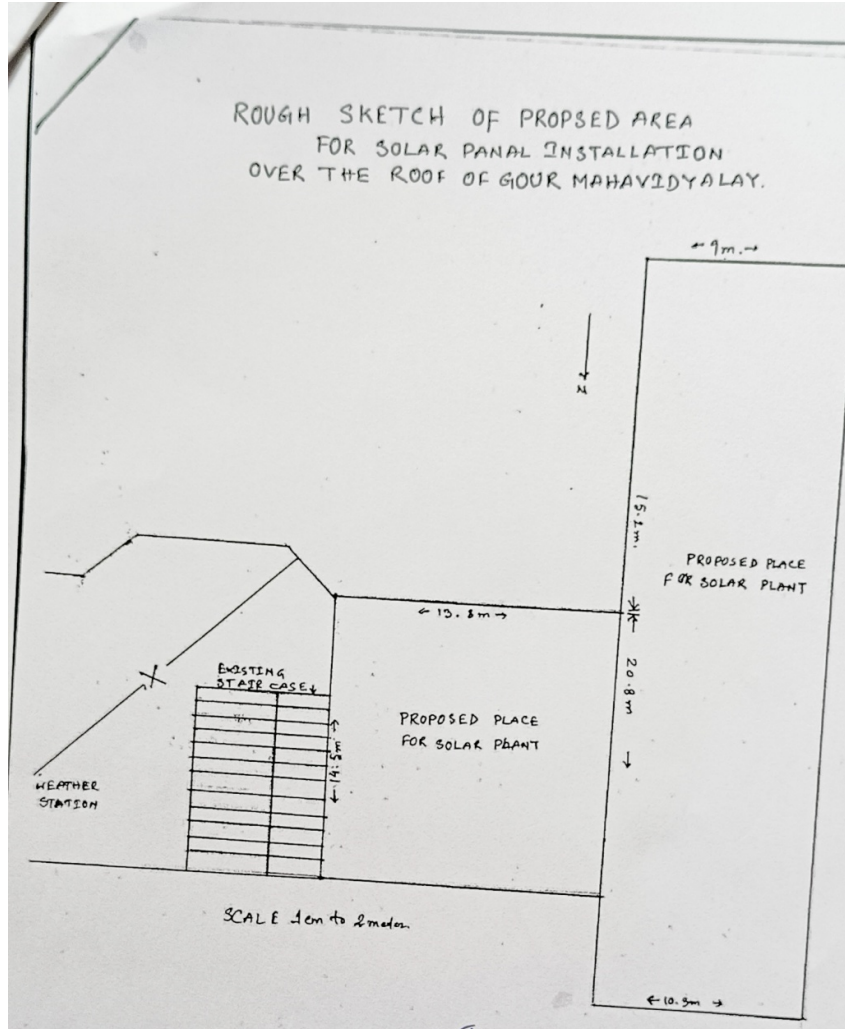 ROUGH SKETCH OF PROPSED AREA
FOR SOLAR PANAL INSTALLATION
OVER THE ROOF OF GOUR MAHAVIDYALAY.
← 9m. →
N
15.2m.
PROPOSED PLACE
FOR SOLAR PLANT
← 13.8m →
20.8m
EXISTING
STAIR CASE
PROPOSED PLACE
FOR SOLAR PLANT
← 14.5m →
WEATHER
STATION
SCALE 1cm to 2 meter
← 10.3m →